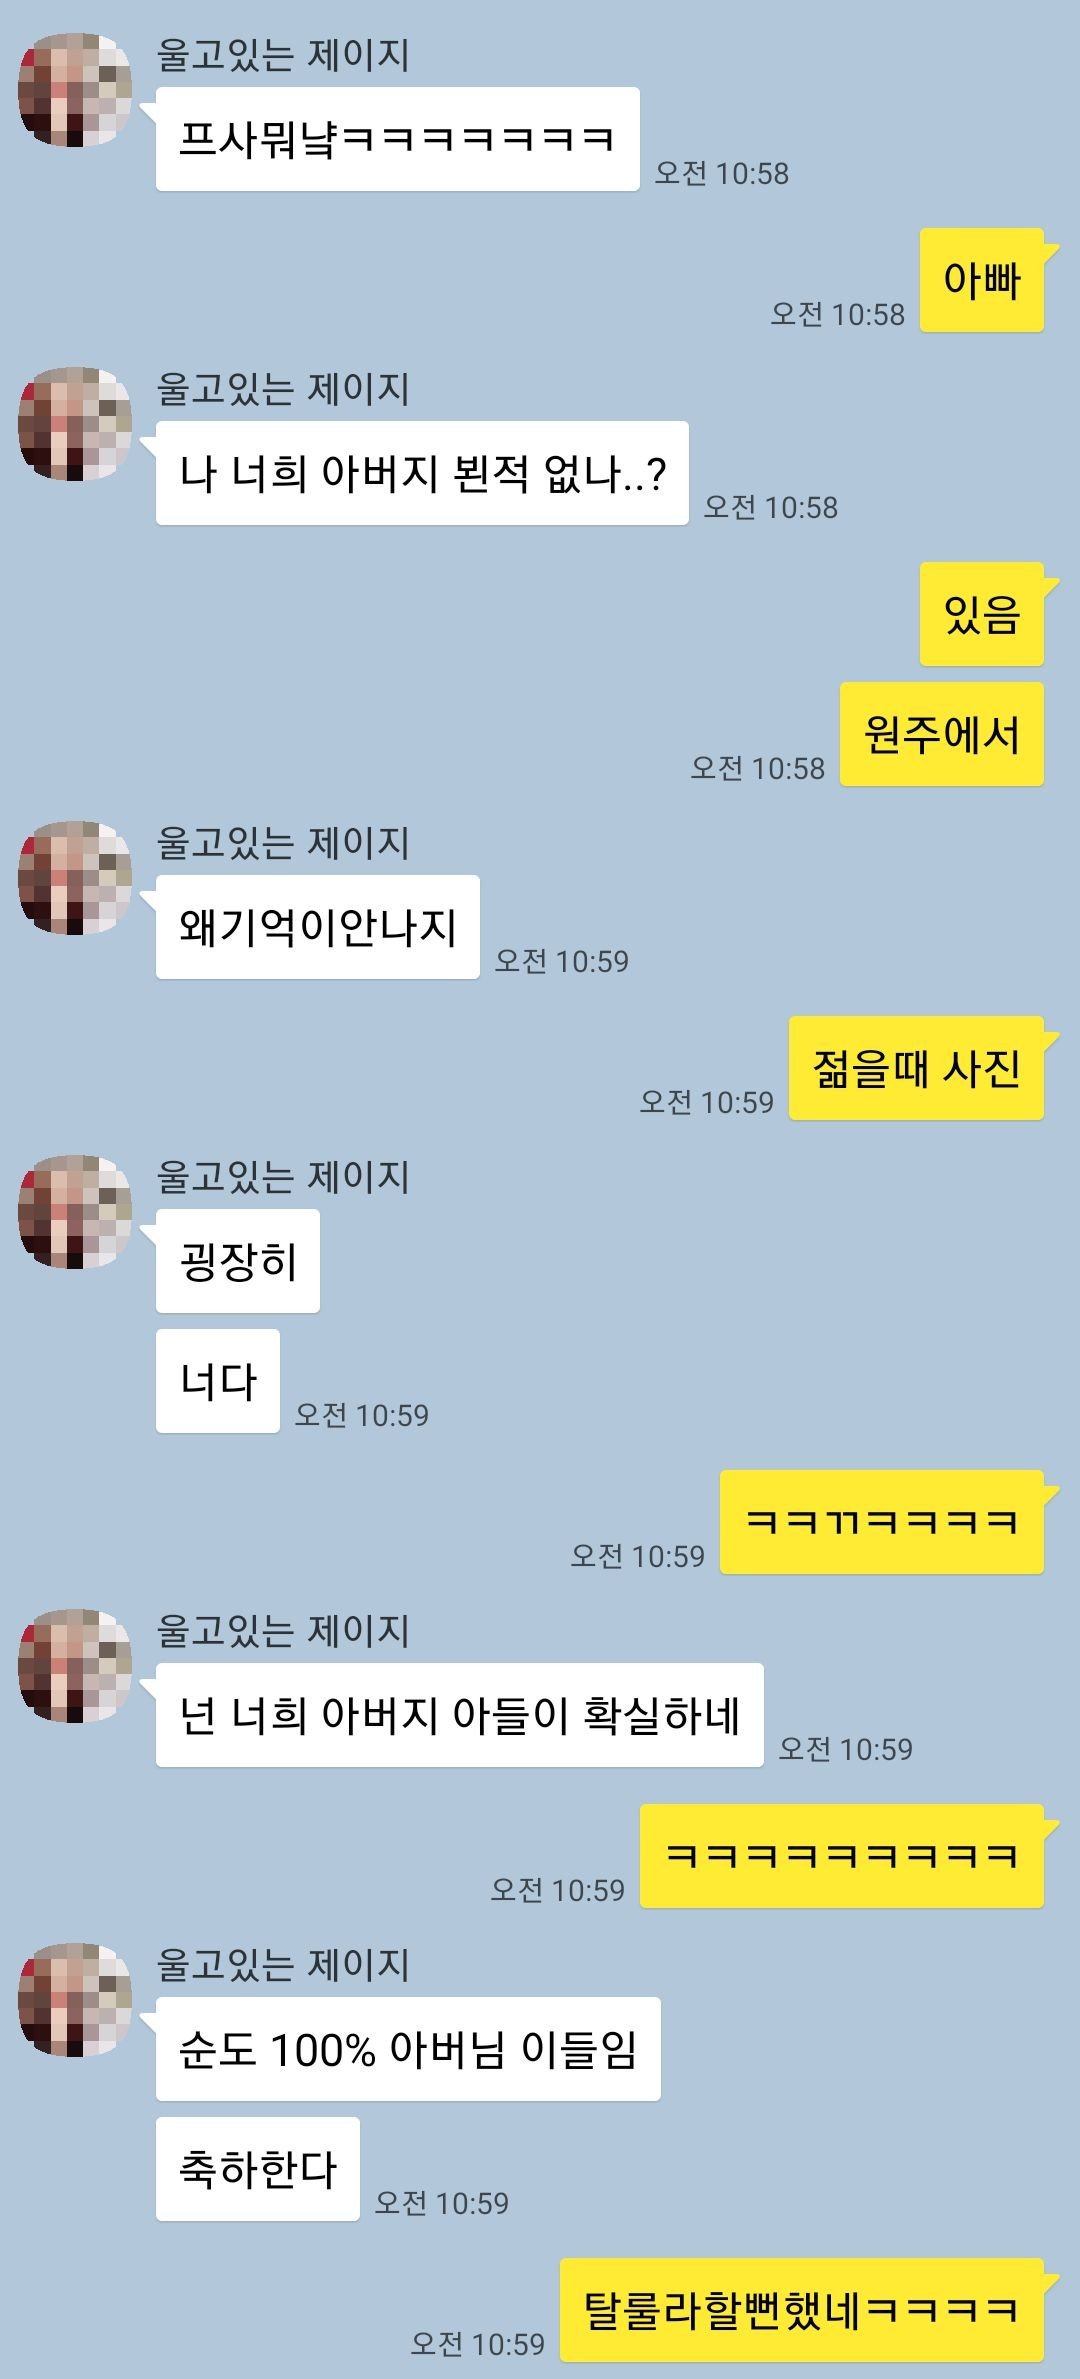 울고있는 제이지
프사뭐냨ㅋㅋㅋㅋㅋㅋㅋ
오전 10:58
아빠
오전 10:58
울고있는 제이지
나 너희 아버지 뵌적 없나..?
오전 10:58
있음
원주에서
오전 10:58
울고있는 제이지
왜기억이안나지
오전 10:59
젊을때 사진
오전 10:59
울고있는 제이지
굉장히
너다
오전 10:59
ㅋㅋㄲㅋㅋㅋㅋ
오전 10:59
울고있는 제이지
넌 너희 아버지 아들이 확실하네
오전 10:59
ㅋㅋㅋㅋㅋㅋㅋㅋㅋ
오전 10:59
울고있는 제이지
순도 100% 아버님 이들임
축하한다
오전 10:59
탈룰라할뻔했네ㅋㅋㅋㅋ
오전 10:59